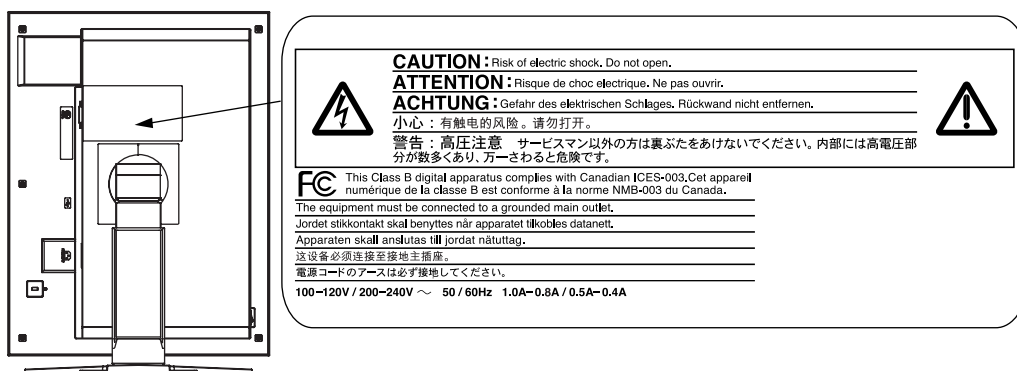 CAUTION : Risk of electric shock. Do not open.
ATTENTION : Risque de choc electrique. Ne pas ouvrir.
ACHTUNG : Gefahr des elektrischen Schlages. Rückwand nicht entfernen.
小心 : 有触电的风险。请勿打开。
警告 : 高圧注意 サービスマン以外の方は裏ぶたをあけないでください。内部には高電圧部
分が数多くあり、万一さわると危険です。
FC This Class B digital apparatus complies with Canadian ICES-003.Cet appareil
numérique de la classe B est conforme à la norme NMB-003 du Canada.
The equipment must be connected to a grounded main outlet.
Jordet stikkontakt skal benyttes når apparatet tilkobles datanett.
Apparaten skall anslutas till jordat nätuttag.
这设备必须连接至接地主插座。
電源コードのアースは必ず接地してください。
100-120V / 200-240V ～ 50 / 60Hz 1.0A-0.8A / 0.5A-0.4A